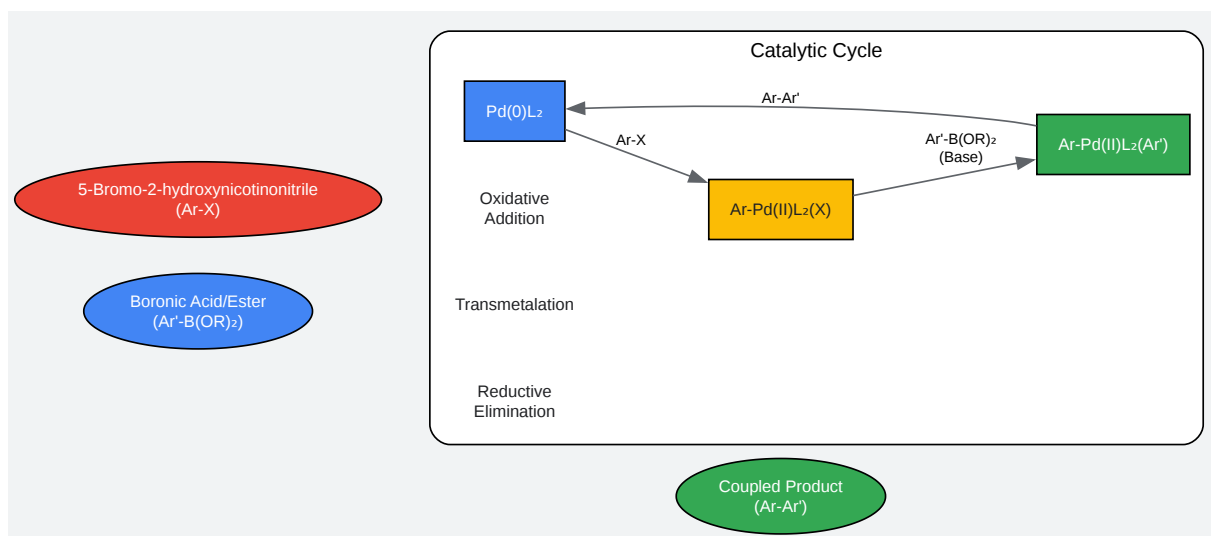 Catalytic Cycle
Pd(0)L₂
Ar-X
Ar-Ar'
Ar'-B(OR)₂
(Base)
Ar-Pd(II)L₂(Ar')
Ar-Pd(II)L₂(X)
5-Bromo-2-hydroxynicotinonitrile
(Ar-X)
Oxidative
Addition
Boronic Acid/Ester
(Ar'-B(OR)₂)
Transmetalation
Reductive
Elimination
Coupled Product
(Ar-Ar')